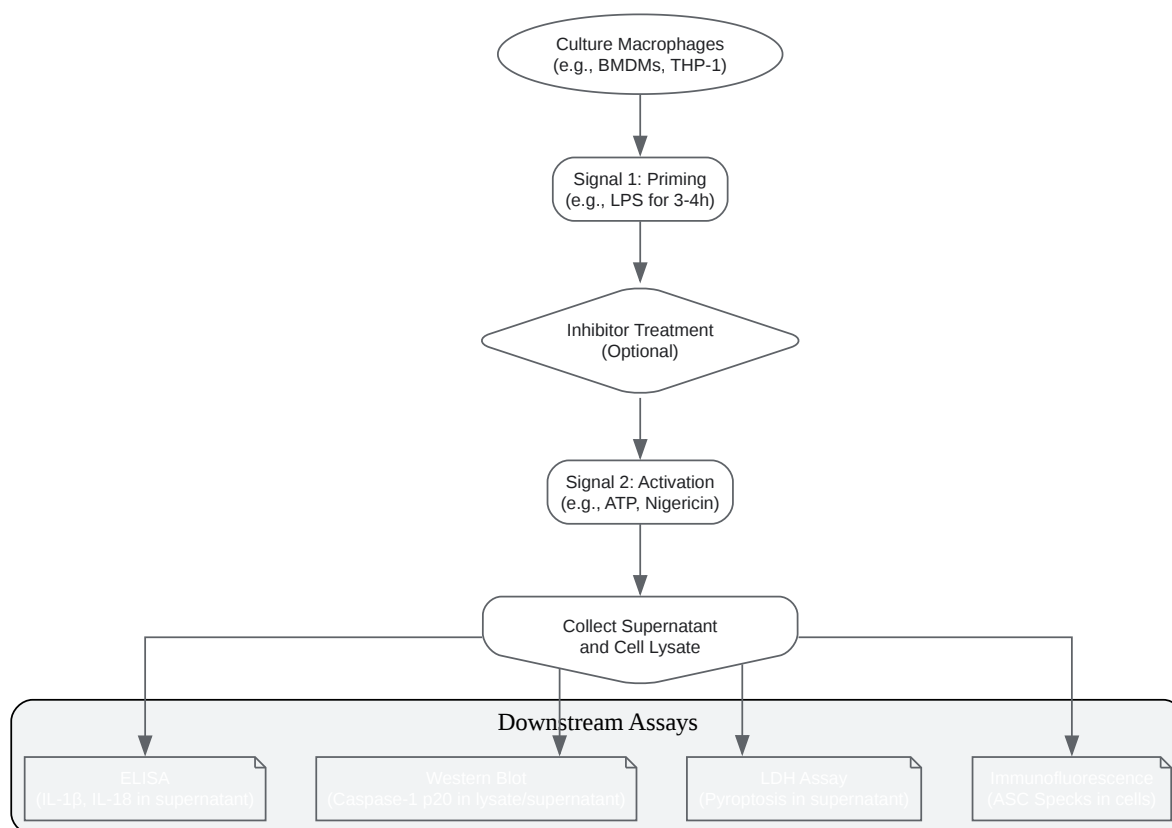 Culture Macrophages
(e.g., BMDMs, THP-1)
Signal 1: Priming
(e.g., LPS for 3-4h)
Inhibitor Treatment
(Optional)
Signal 2: Activation
(e.g., ATP, Nigericin)
Collect Supernatant
and Cell Lysate
Downstream Assays
ELISA
(IL-1β, IL-18 in supernatant)
Western Blot
(Caspase-1 p20 in lysate/supernatant)
LDH Assay
(Pyroptosis in supernatant)
Immunofluorescence
(ASC Specks in cells)